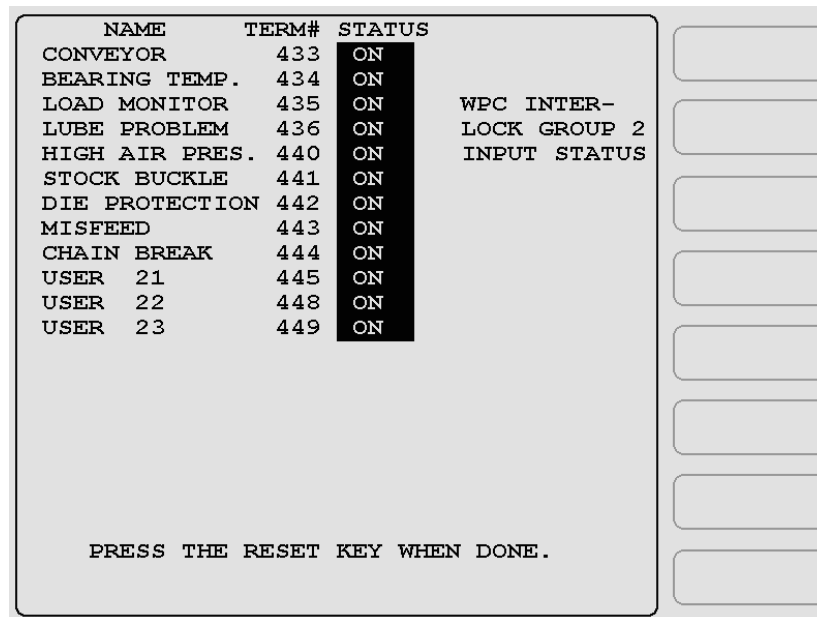 NAME TERM# STATUS
CONVEYOR 433 ON
BEARING TEMP. 434 ON
LOAD MONITOR 435 ON WPC INTER-
LUBE PROBLEM 436 ON LOCK GROUP 2
HIGH AIR PRES. 440 ON INPUT STATUS
STOCK BUCKLE 441 ON
DIE PROTECTION 442 ON
MISFEED 443 ON
CHAIN BREAK 444 ON
USER 21 445 ON
USER 22 448 ON
USER 23 449 ON
PRESS THE RESET KEY WHEN DONE.